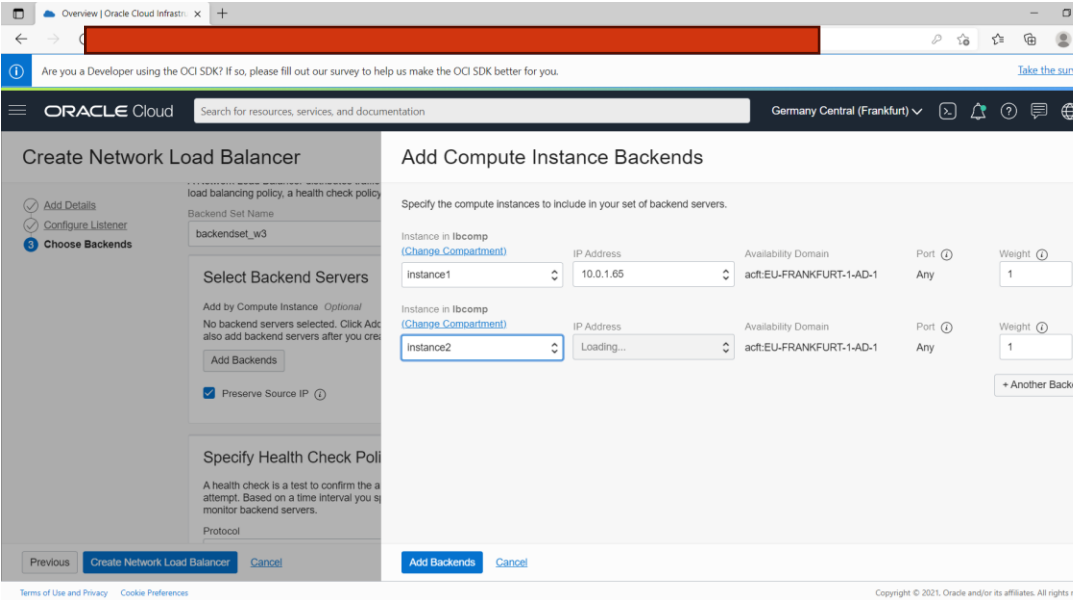 Overview | Oracle Cloud Infrastr
Are you a Developer using the OCI SDK? If so, please fill out our survey to help us make the OCI SDK better for you.
Take the sur
ORACLE Cloud
Search for resources, services, and documentation
Germany Central (Frankfurt)
Create Network Load Balancer
Add Details
Configure Listener
3 Choose Backends
load balancing policy, a health check policy
Backend Set Name
backendset_w3
Select Backend Servers
Add by Compute Instance Optional
No backend servers selected. Click Add
also add backend servers after you crea
Add Backends
Preserve Source IP
Specify Health Check Poli
A health check is a test to confirm the a
attempt. Based on a time interval you sp
monitor backend servers.
Protocol
Previous
Create Network Load Balancer
Cancel
Add Compute Instance Backends
Specify the compute instances to include in your set of backend servers.
Instance in lbcomp
(Change Compartment)
IP Address
Availability Domain
Port
Weight
instance1
10.0.1.65
acft:EU-FRANKFURT-1-AD-1
Any
1
Instance in lbcomp
(Change Compartment)
IP Address
Availability Domain
Port
Weight
instance2
Loading...
acft:EU-FRANKFURT-1-AD-1
Any
1
+ Another Back
Add Backends
Cancel
Terms of Use and Privacy
Cookie Preferences
Copyright © 2021, Oracle and/or its affiliates. All rights